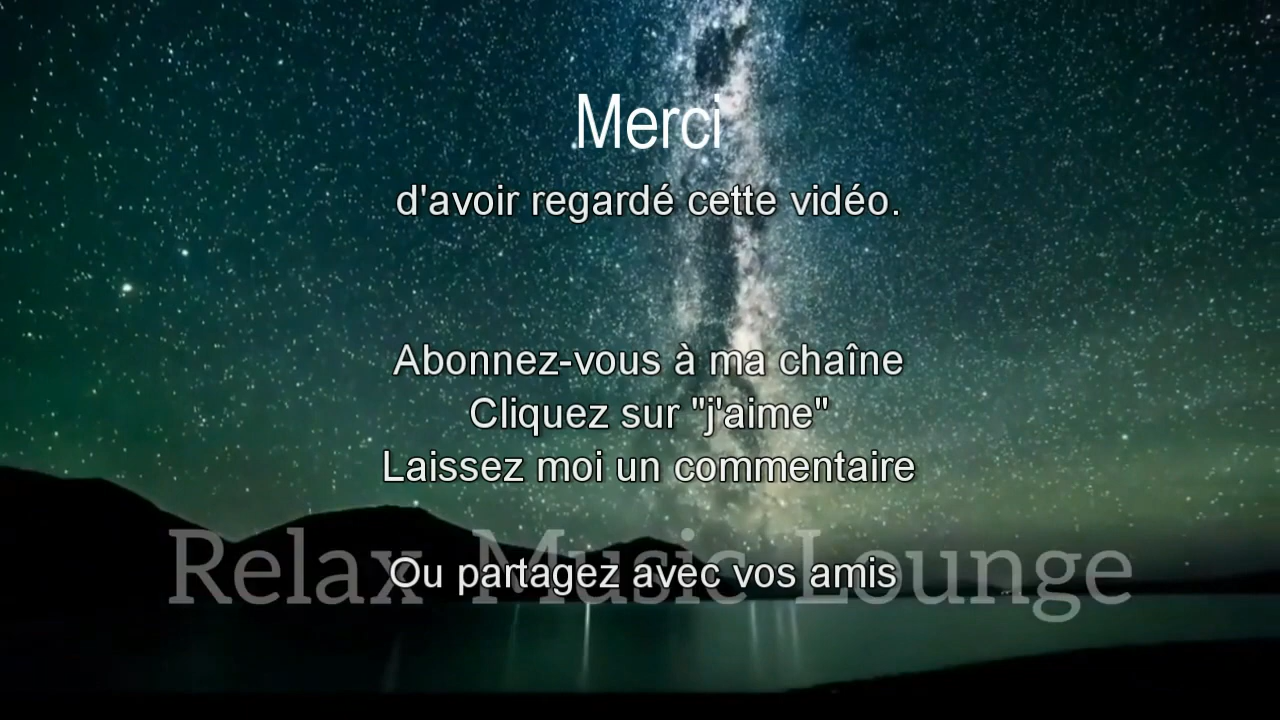 Merci
d'avoir regardé cette vidéo.
Abonnez-vous à ma chaîne
Cliquez sur "j'aime"
Laissez moi un commentaire
Relax Music Lounge
Ou partagez avec vos amis